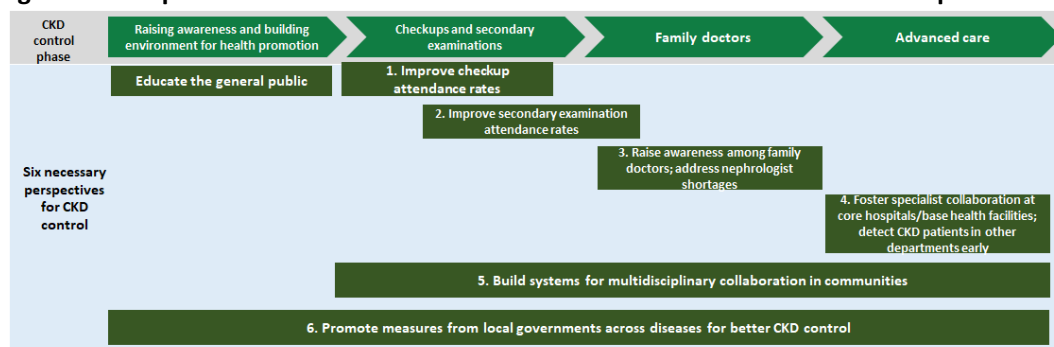 CKD
control
phase
Raising awareness and building
environment for health promotion
Checkups and secondary
examinations
Family doctors
Advanced care
Educate the general public
1. Improve checkup
attendance rates
2. Improve secondary examination
attendance rates
3. Raise awareness among family
doctors; address nephrologist
shortages
4. Foster specialist collaboration at
core hospitals/base health facilities;
detect CKD patients in other
departments early
Six necessary
perspectives
for CKD
control
5. Build systems for multidisciplinary collaboration in communities
6. Promote measures from local governments across diseases for better CKD control